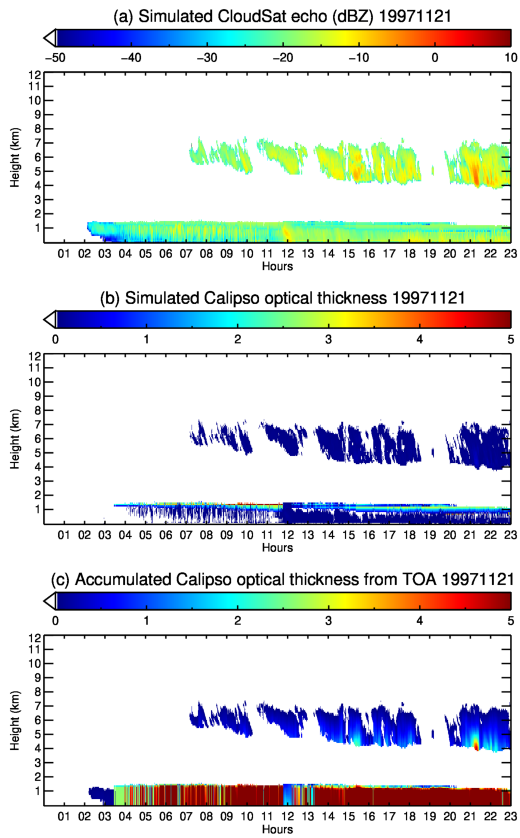 (a) Simulated CloudSat echo (dBZ) 19971121
−50 −40 −30 −20 −10 0 10
12
11
10
9
8
7
6
5
4
3
2
1
Height (km)
01 02 03 04 05 06 07 08 09 10 11 12 13 14 15 16 17 18 19 20 21 22 23
Hours
(b) Simulated Calipso optical thickness 19971121
0 1 2 3 4 5
12
11
10
9
8
7
6
5
4
3
2
1
Height (km)
01 02 03 04 05 06 07 08 09 10 11 12 13 14 15 16 17 18 19 20 21 22 23
Hours
(c) Accumulated Calipso optical thickness from TOA 19971121
0 1 2 3 4 5
12
11
10
9
8
7
6
5
4
3
2
1
Height (km)
01 02 03 04 05 06 07 08 09 10 11 12 13 14 15 16 17 18 19 20 21 22 23
Hours